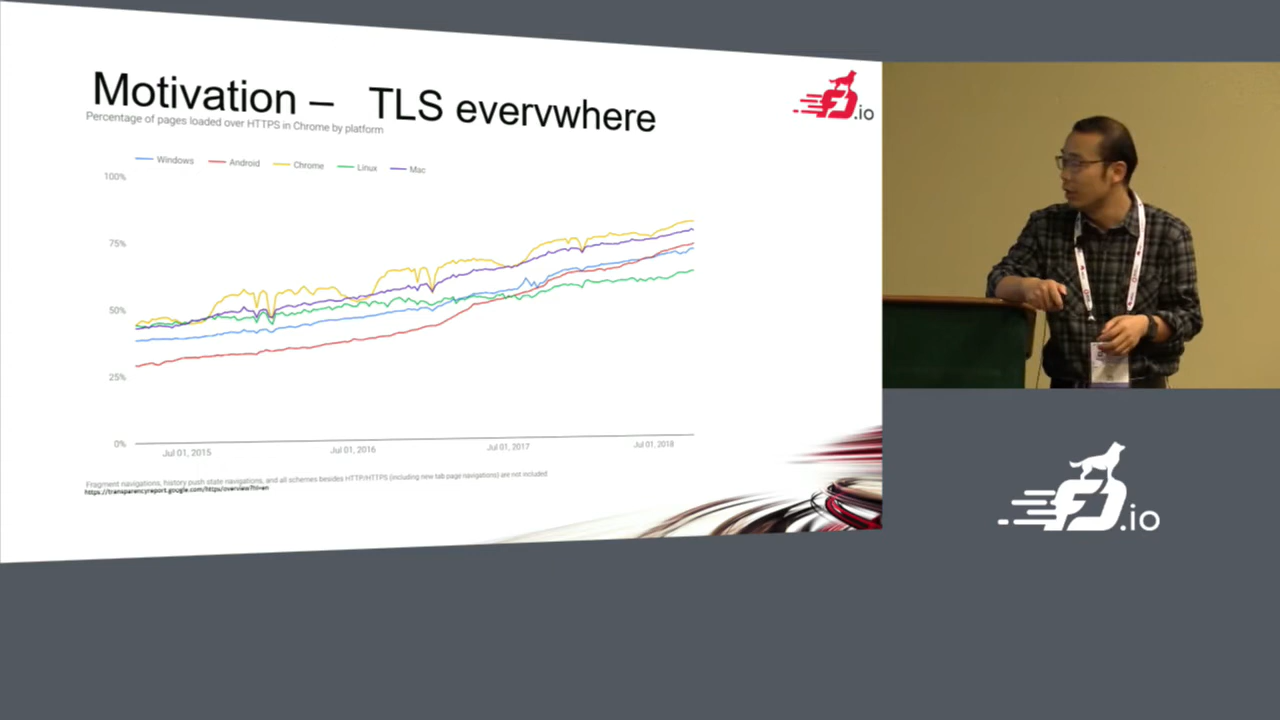 Motivation – TLS everywhere
Percentage of pages loaded over HTTPS in Chrome by platform
Windows Android Chrome Linux Mac
100%
75%
50%
25%
0%
Jul 01, 2015 Jul 01, 2016 Jul 01, 2017 Jul 01, 2018
Fragment navigations, history push state navigations, and all schemes besides HTTP/HTTPS (including new tab page navigations) are not included
https://transparencyreport.google.com/https/overview?hl=en
FD.io
FD.io